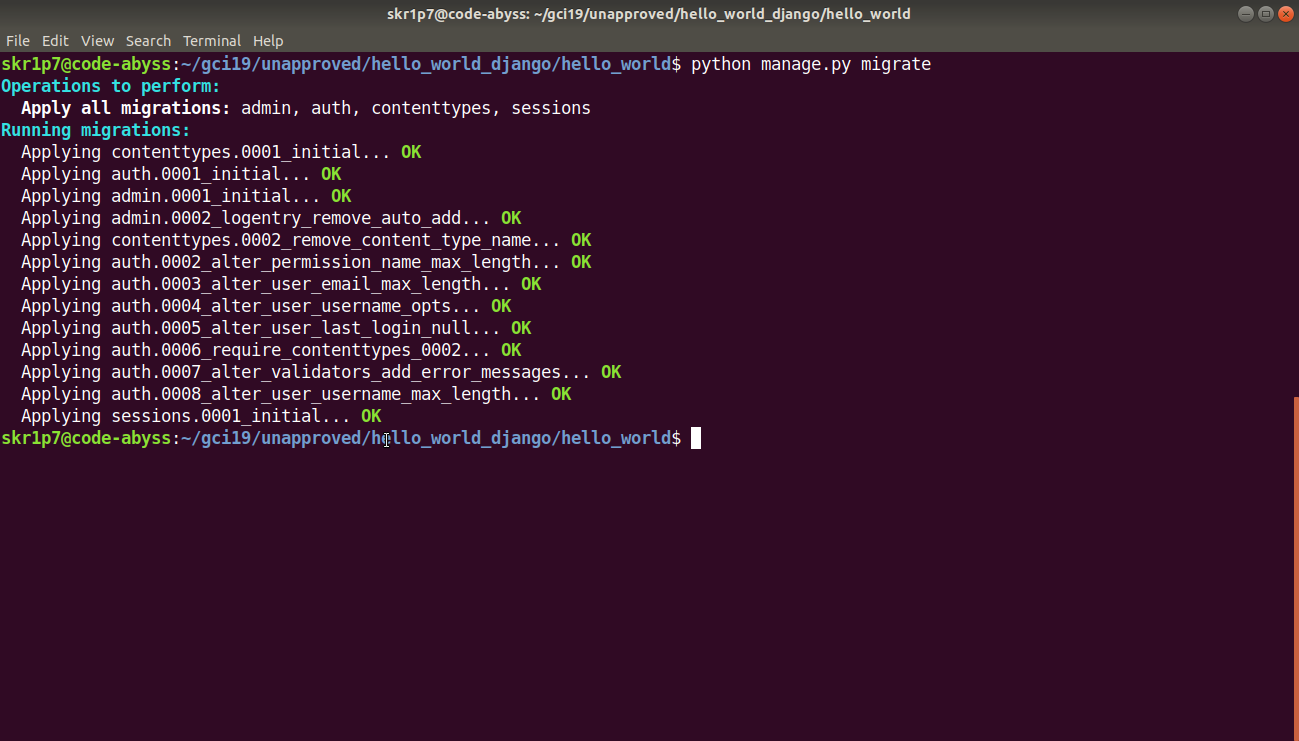 skr1p7@code-abyss: ~/gci19/unapproved/hello_world_django/hello_world
File Edit View Search Terminal Help
skr1p7@code-abyss:~/gci19/unapproved/hello_world_django/hello_world$ python manage.py migrate
Operations to perform:
  Apply all migrations: admin, auth, contenttypes, sessions
Running migrations:
  Applying contenttypes.0001_initial... OK
  Applying auth.0001_initial... OK
  Applying admin.0001_initial... OK
  Applying admin.0002_logentry_remove_auto_add... OK
  Applying contenttypes.0002_remove_content_type_name... OK
  Applying auth.0002_alter_permission_name_max_length... OK
  Applying auth.0003_alter_user_email_max_length... OK
  Applying auth.0004_alter_user_username_opts... OK
  Applying auth.0005_alter_user_last_login_null... OK
  Applying auth.0006_require_contenttypes_0002... OK
  Applying auth.0007_alter_validators_add_error_messages... OK
  Applying auth.0008_alter_user_username_max_length... OK
  Applying sessions.0001_initial... OK
skr1p7@code-abyss:~/gci19/unapproved/hello_world_django/hello_world$